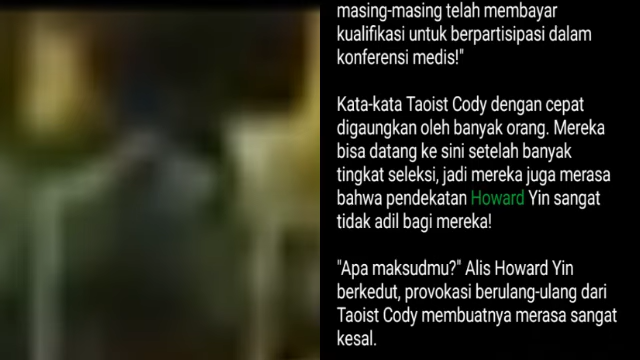 masing-masing telah membayar
kualifikasi untuk berpartisipasi dalam
konferensi medis!"
Kata-kata Taoist Cody dengan cepat
digaungkan oleh banyak orang. Mereka
bisa datang ke sini setelah banyak
tingkat seleksi, jadi mereka juga merasa
bahwa pendekatan Howard Yin sangat
tidak adil bagi mereka!
"Apa maksudmu?" Alis Howard Yin
berkedut, provokasi berulang-ulang dari
Taoist Cody membuatnya merasa sangat
kesal.